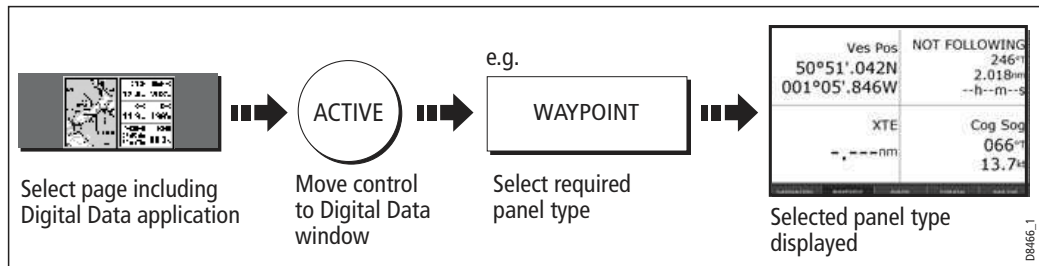 Select page including
Digital Data application
ACTIVE
Move control
to Digital Data
window
e.g.
WAYPOINT
Select required
panel type
Ves Pos
50°51'.042N
001°05'.846W
NOT FOLLOWING
246°T
2.018nm
--h--m--s
XTE
-.---nm
Cog Sog
066°T
13.7kt
WAYPOINT
Selected panel type
displayed
D8466_1